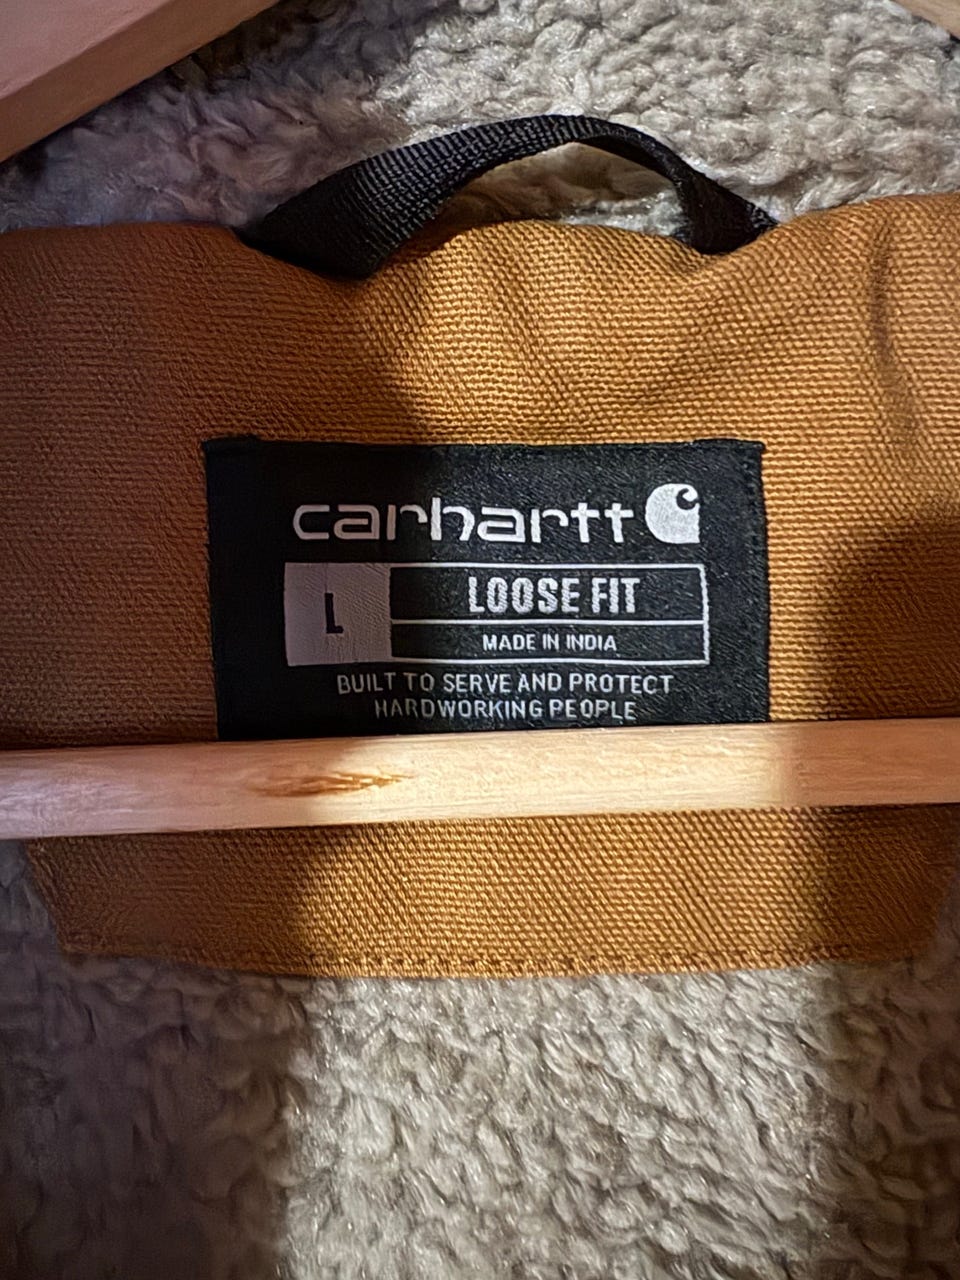 carhartt
L
LOOSE FIT
MADE IN INDIA
BUILT TO SERVE AND PROTECT
HARDWORKING PEOPLE